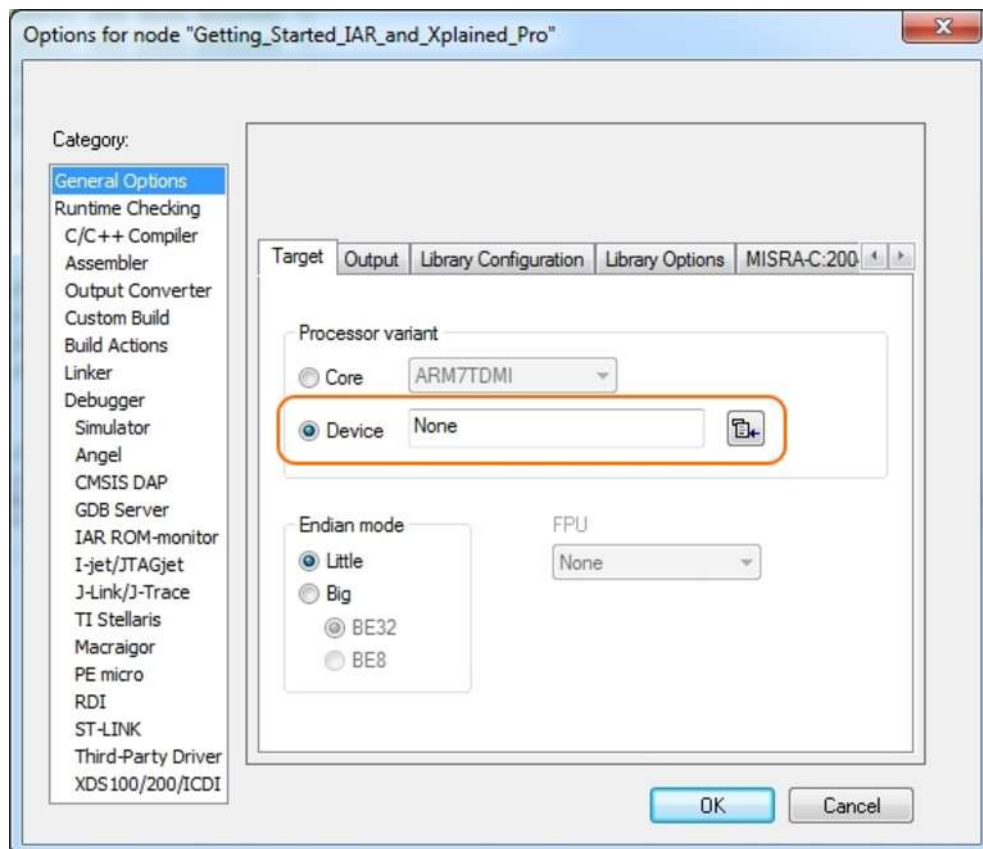 Options for node "Getting_Started_IAR_and_Xplained_Pro"
Category:
General Options
Runtime Checking
C/C++ Compiler
Assembler
Output Converter
Custom Build
Build Actions
Linker
Debugger
Simulator
Angel
CMSIS DAP
GDB Server
IAR ROM-monitor
I-jet/JTAGjet
J-Link/J-Trace
TI Stellaris
Macraigor
PE micro
RDI
ST-LINK
Third-Party Driver
XDS100/200/ICDI
Target Output Library Configuration Library Options MISRA-C:200
Processor variant
Core ARM7TDMI
Device None
Endian mode
Little
Big
BE32
BE8
FPU
None
OK Cancel